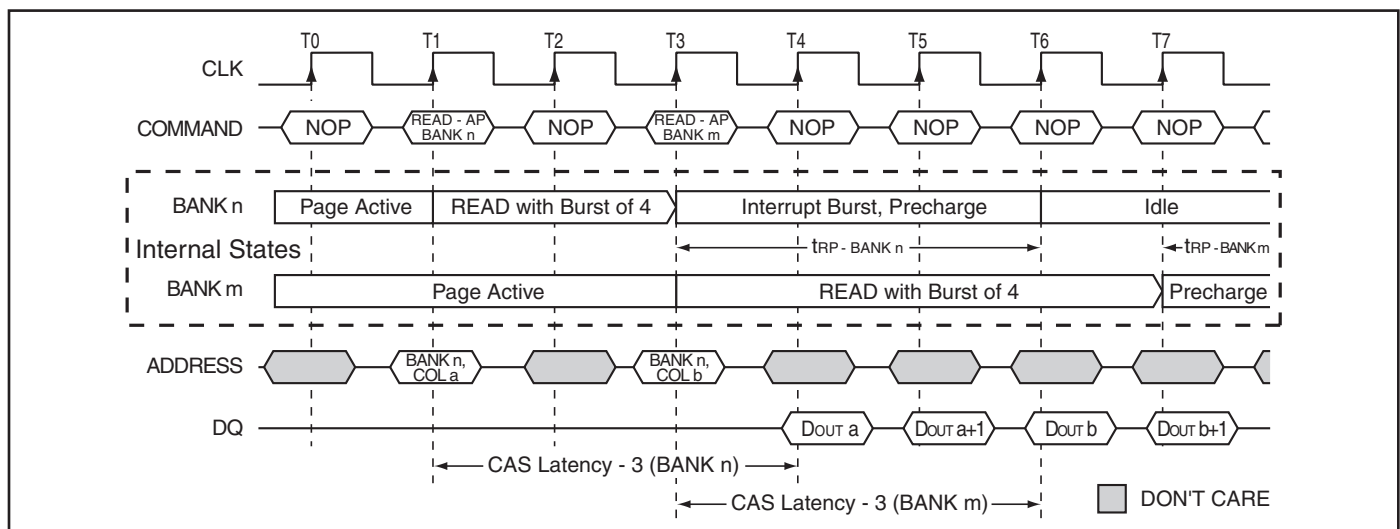 T0 T1 T2 T3 T4 T5 T6 T7
CLK
COMMAND NOP READ - AP BANK n NOP READ - AP BANK m NOP NOP NOP NOP
BANK n Page Active READ with Burst of 4 Interrupt Burst, Precharge Idle
Internal States tRP - BANK n tRP - BANK m
BANK m Page Active READ with Burst of 4 Precharge
ADDRESS BANK n, COL a BANK n, COL b
DQ DOUT a DOUT a+1 DOUT b DOUT b+1
CAS Latency - 3 (BANK n)
CAS Latency - 3 (BANK m) DON'T CARE